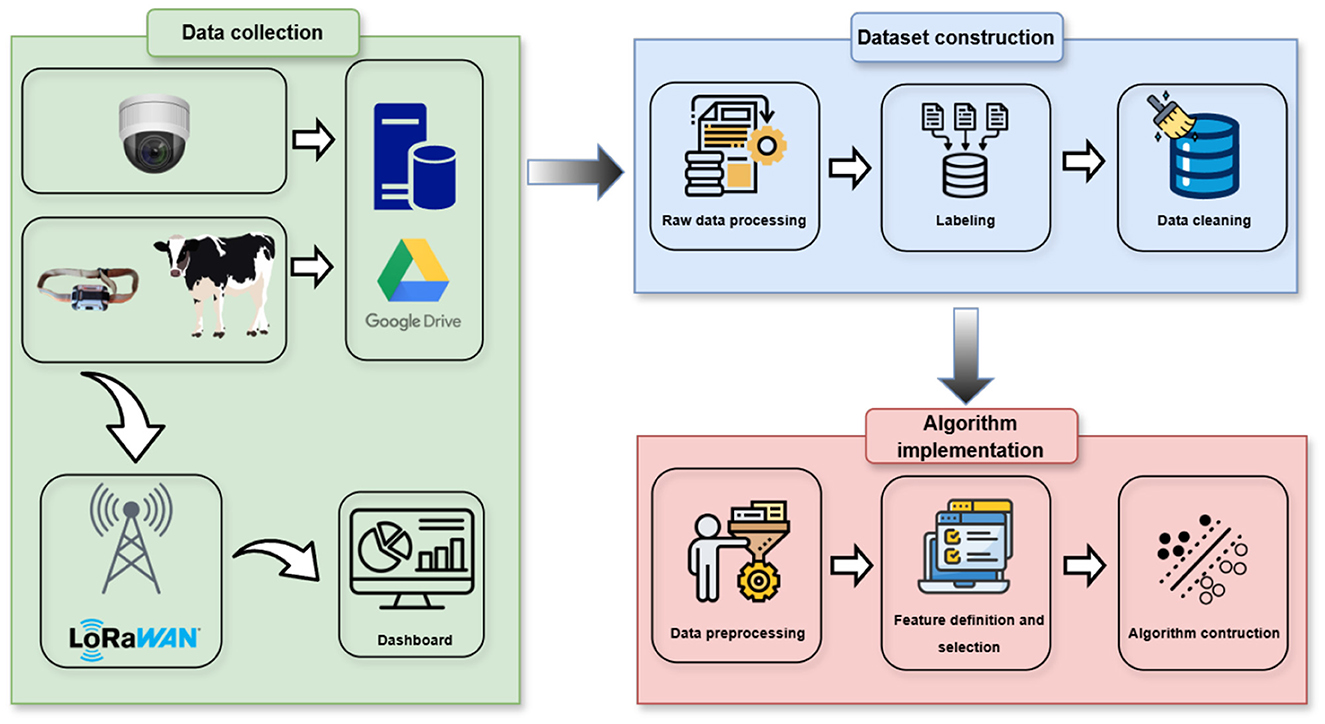 Data collection
Google Drive
LoRaWAN
Dashboard
Dataset construction
Raw data processing
Labeling
Data cleaning
Algorithm
implementation
Data preprocessing
Feature definition and
selection
Algorithm contruction